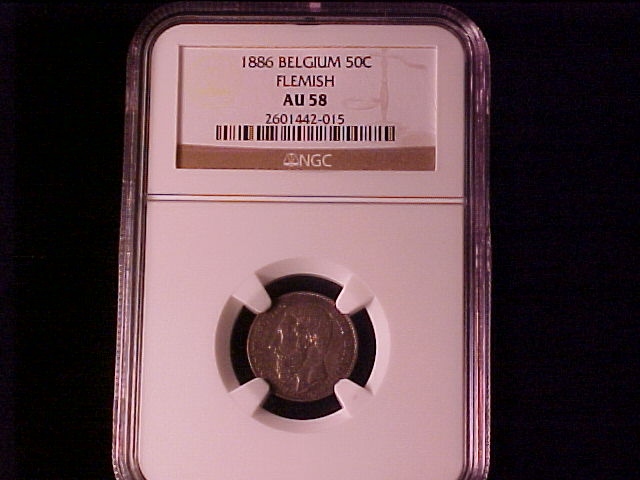 1886 BELGIUM 50C
FLEMISH
AU 58
2601442-015
NGC